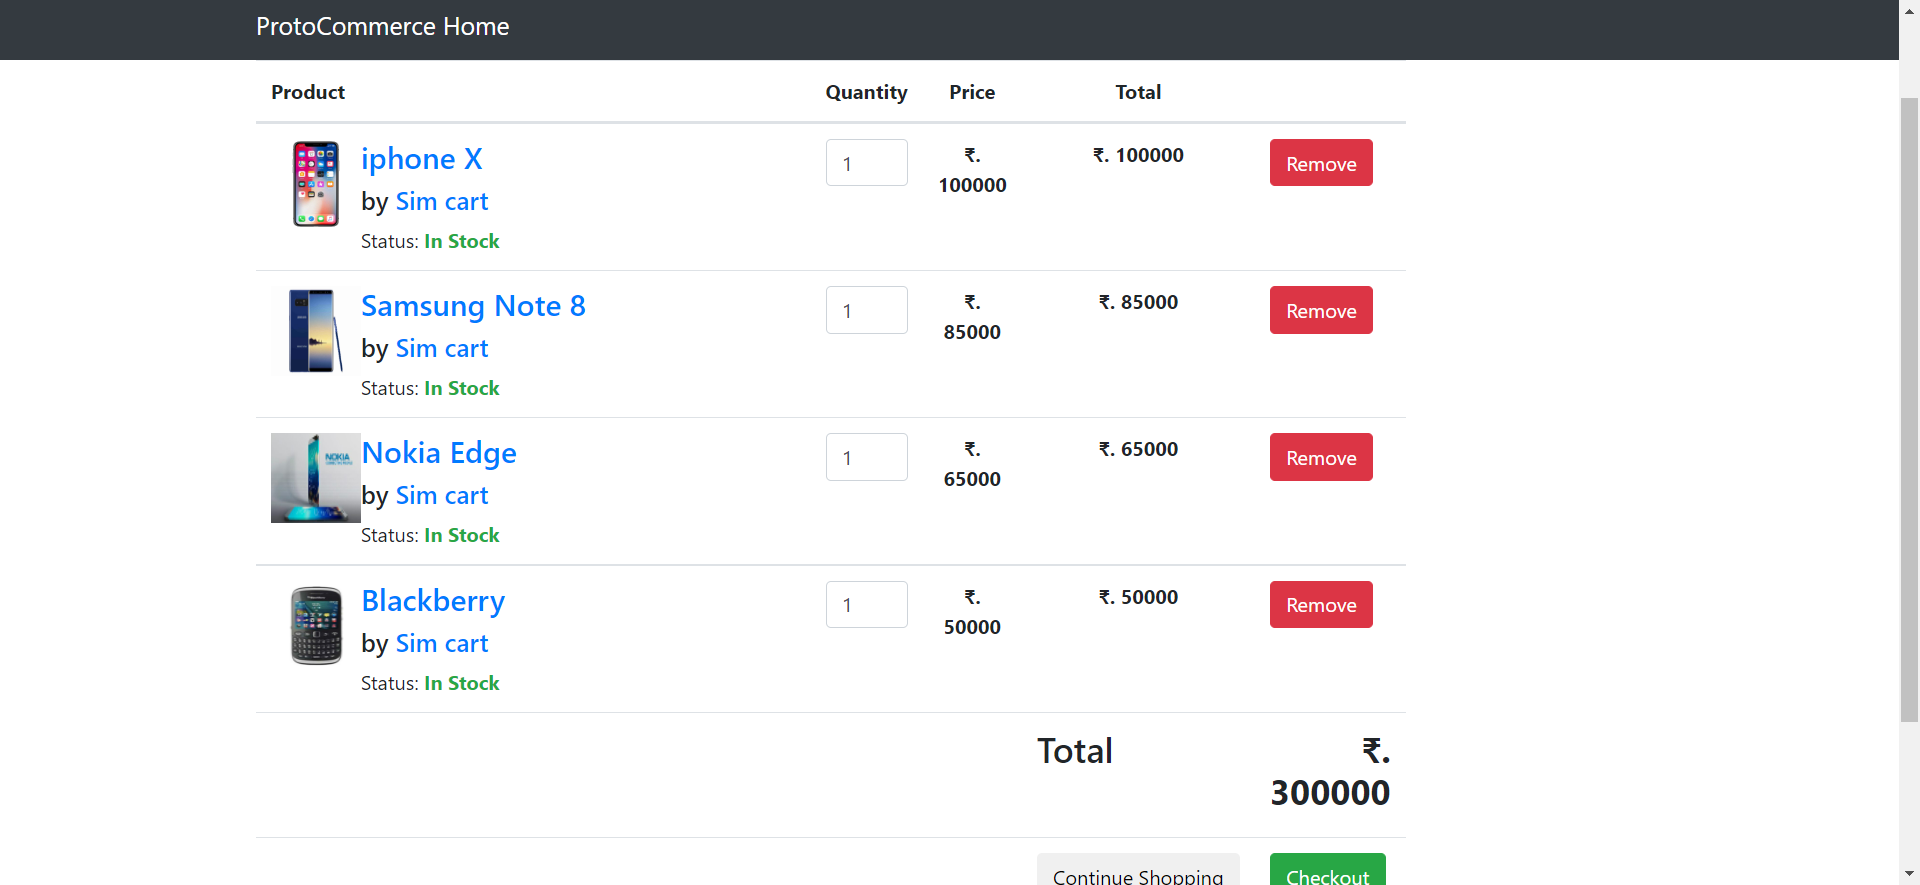 ProtoCommerce Home
Product Quantity Price Total
iphone X
by Sim cart
Status: In Stock
1
₹.
100000
₹. 100000
Remove
Samsung Note 8
by Sim cart
Status: In Stock
1
₹.
85000
₹. 85000
Remove
NOKIA
Nokia Edge
by Sim cart
Status: In Stock
1
₹.
65000
₹. 65000
Remove
Blackberry
by Sim cart
Status: In Stock
1
₹.
50000
₹. 50000
Remove
Total
₹.
300000
Continue Shopping
Checkout